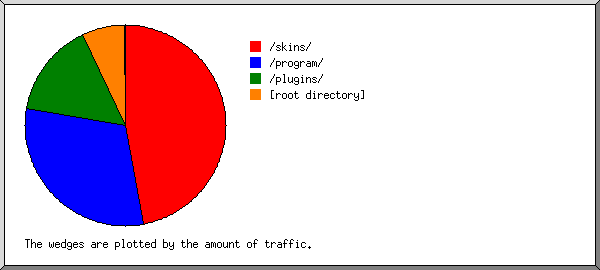 /skins/
/program/
/plugins/
[root directory]
The wedges are plotted by the amount of traffic.